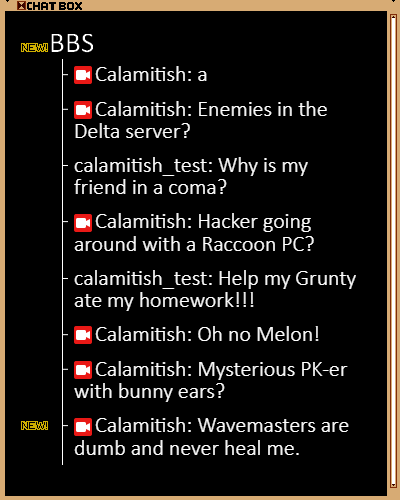 CHAT BOX
NEW! BBS
Calamitish: a
Calamitish: Enemies in the
Delta server?
calamitish_test: Why is my
friend in a coma?
Calamitish: Hacker going
around with a Raccoon PC?
calamitish_test: Help my Grunty
ate my homework!!!
Calamitish: Oh no Melon!
Calamitish: Mysterious PK-er
with bunny ears?
NEW! Calamitish: Wavemasters are
dumb and never heal me.